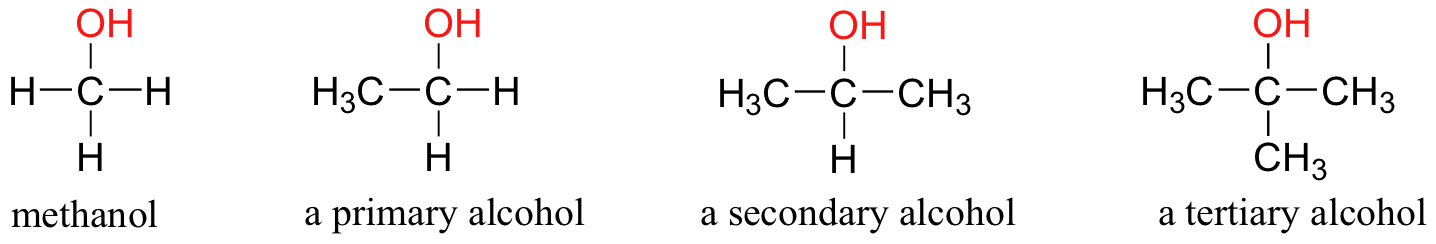 OH OH OH OH
H C H H₃C C H H₃C C CH₃ H₃C C CH₃
H H H CH₃
methanol a primary alcohol a secondary alcohol a tertiary alcohol